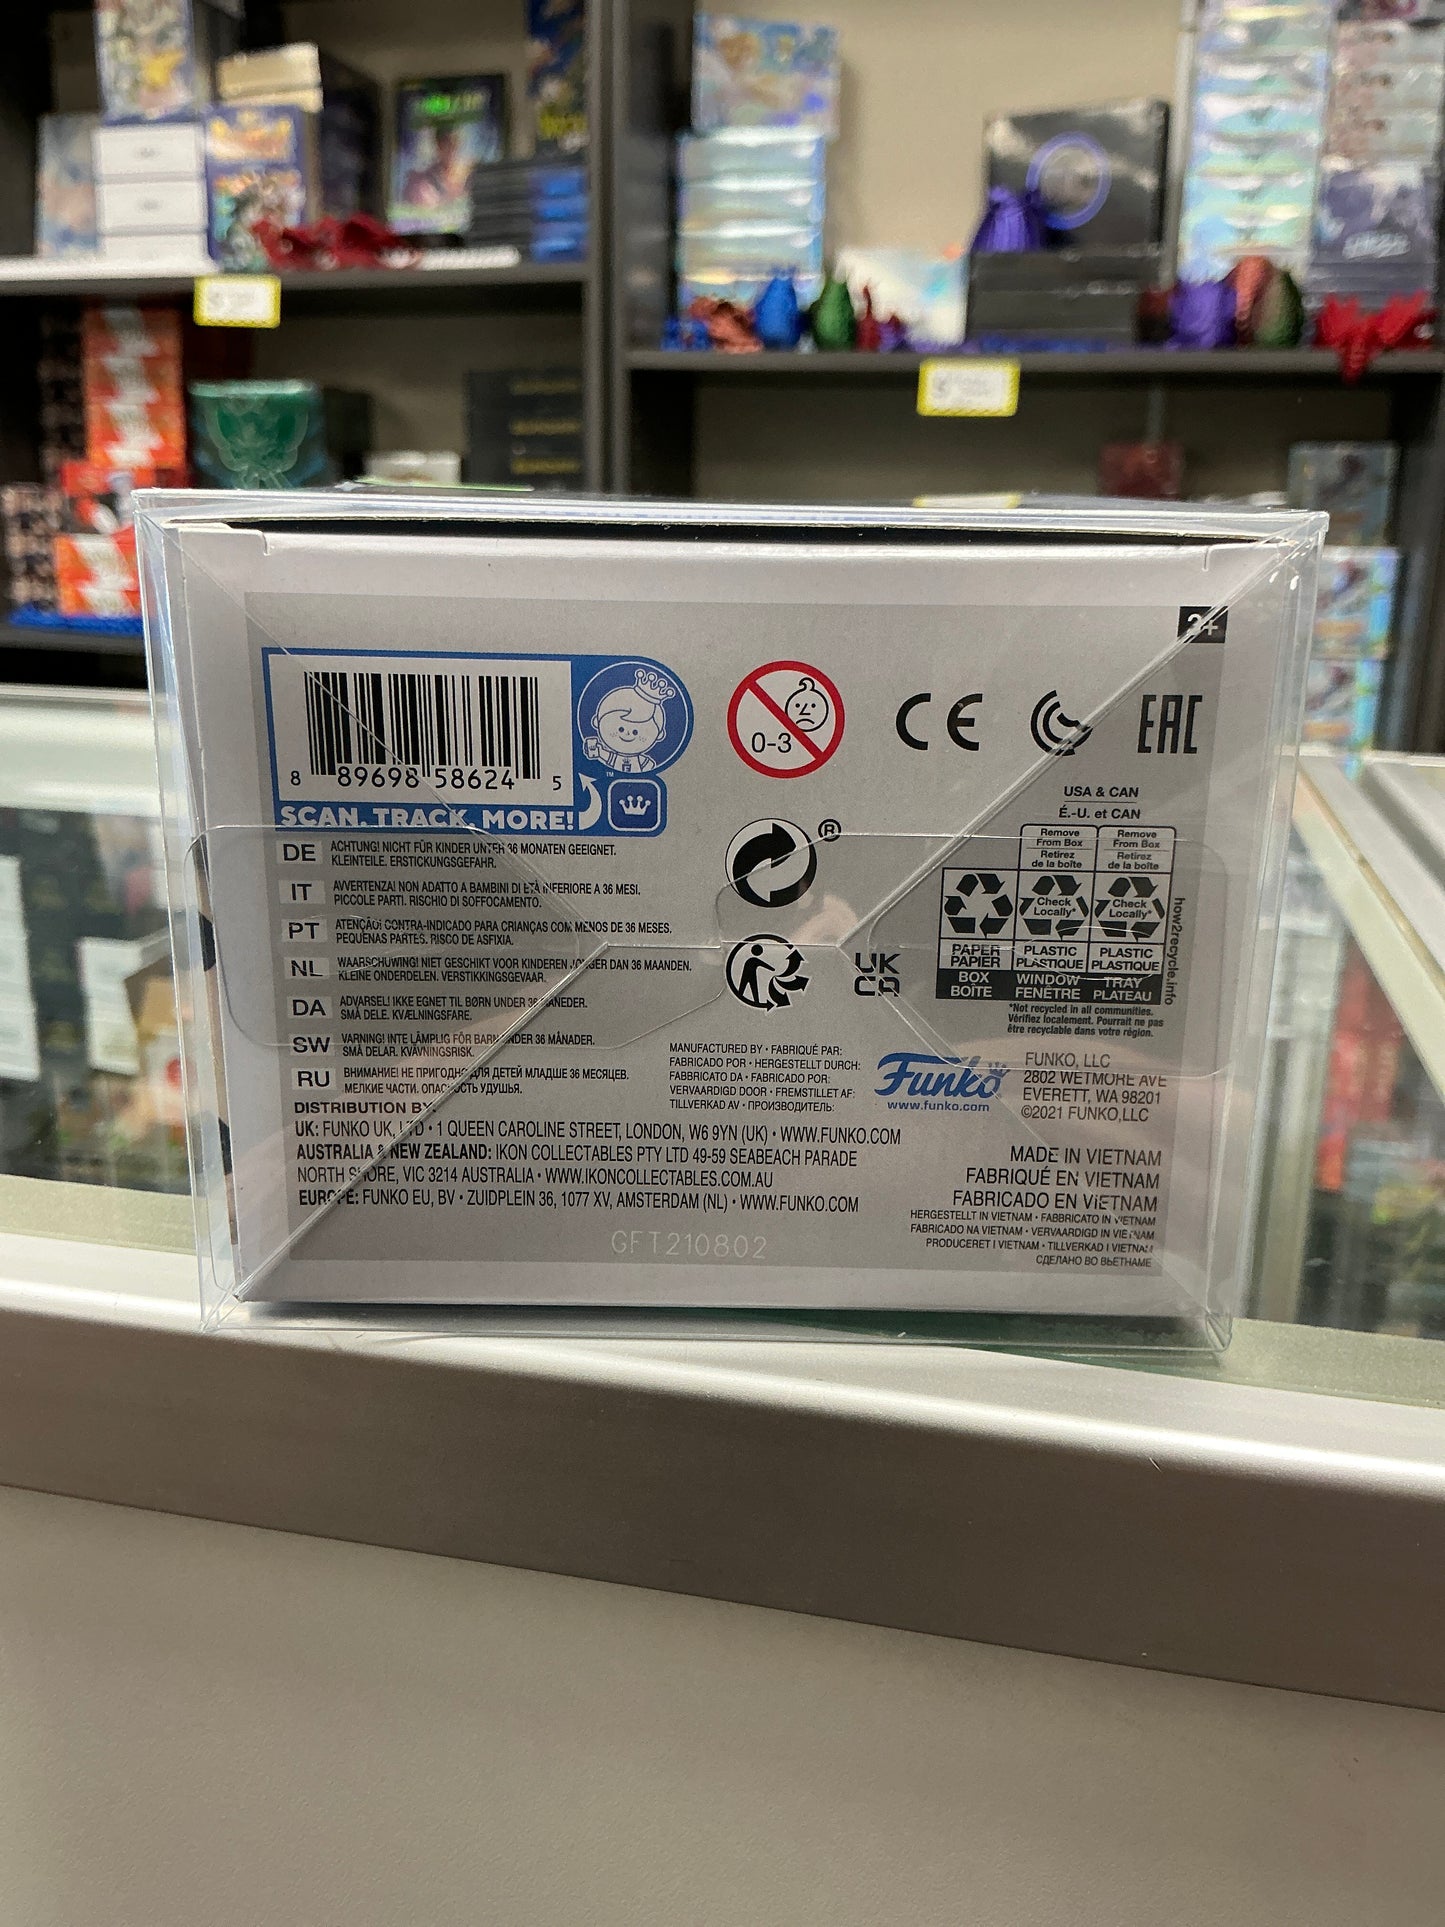 3+
8 89698 58624 5
SCAN. TRACK. MORE!
™
0-3
CE
EAC
USA & CAN
É.-U. et CAN
Remove From Box
Retirez de la boîte
Remove From Box
Retirez de la boîte
Check Locally*
Check Locally*
PAPER
PAPIER
BOX
BOÎTE
PLASTIC
PLASTIQUE
WINDOW
FENÊTRE
PLASTIC
PLASTIQUE
TRAY
PLATEAU
how2recycle.info
*Not recycled in all communities.
Vérifiez localement. Pourrait ne pas
être recyclable dans votre région.
®
UK
CA
DE ACHTUNG! NICHT FÜR KINDER UNTER 36 MONATEN GEEIGNET.
KLEINTEILE. ERSTICKUNGSGEFAHR.
IT AVVERTENZA! NON ADATTO A BAMBINI DI ETÀ INFERIORE A 36 MESI.
PICCOLE PARTI. RISCHIO DI SOFFOCAMENTO.
PT ATENÇÃO! CONTRA-INDICADO PARA CRIANÇAS COM MENOS DE 36 MESES.
PEQUENAS PARTES. RISCO DE ASFIXIA.
NL WAARSCHUWING! NIET GESCHIKT VOOR KINDEREN JONGER DAN 36 MAANDEN.
KLEINE ONDERDELEN. VERSTIKKINGSGEVAAR.
DA ADVARSEL! IKKE EGNET TIL BØRN UNDER 36 MÅNEDER.
SMÅ DELE. KVÆLNINGSFARE.
SW VARNING! INTE LÄMPLIG FÖR BARN UNDER 36 MÅNADER.
SMÅ DELAR. KVÄVNINGSRISK.
RU ВНИМАНИЕ! НЕ ПРИГОДНО ДЛЯ ДЕТЕЙ МЛАДШЕ 36 МЕСЯЦЕВ.
МЕЛКИЕ ЧАСТИ. ОПАСНОСТЬ УДУШЬЯ.
MANUFACTURED BY • FABRIQUÉ PAR:
FABRICADO POR • HERGESTELLT DURCH:
FABBRICATO DA • FABRICADO POR:
VERVAARDIGD DOOR • FREMSTILLET AF:
TILLVERKAD AV • ПРОИЗВОДИТЕЛЬ:
Funko
www.funko.com
FUNKO, LLC
2802 WETMORE AVE
EVERETT, WA 98201
©2021 FUNKO,LLC
DISTRIBUTION BY:
UK: FUNKO UK, LTD • 1 QUEEN CAROLINE STREET, LONDON, W6 9YN (UK) • WWW.FUNKO.COM
AUSTRALIA & NEW ZEALAND: IKON COLLECTABLES PTY LTD 49-59 SEABEACH PARADE
NORTH SHORE, VIC 3214 AUSTRALIA • WWW.IKONCOLLECTABLES.COM.AU
EUROPE: FUNKO EU, BV • ZUIDPLEIN 36, 1077 XV, AMSTERDAM (NL) • WWW.FUNKO.COM
MADE IN VIETNAM
FABRIQUÉ EN VIETNAM
FABRICADO EN VIETNAM
HERGESTELLT IN VIETNAM • FABBRICATO IN VIETNAM
FABRICADO NA VIETNAM • VERVAARDIGD IN VIETNAM
PRODUCERET I VIETNAM • TILLVERKAD I VIETNAM
СДЕЛАНО ВО ВЬЕТНАМЕ
GFT210802